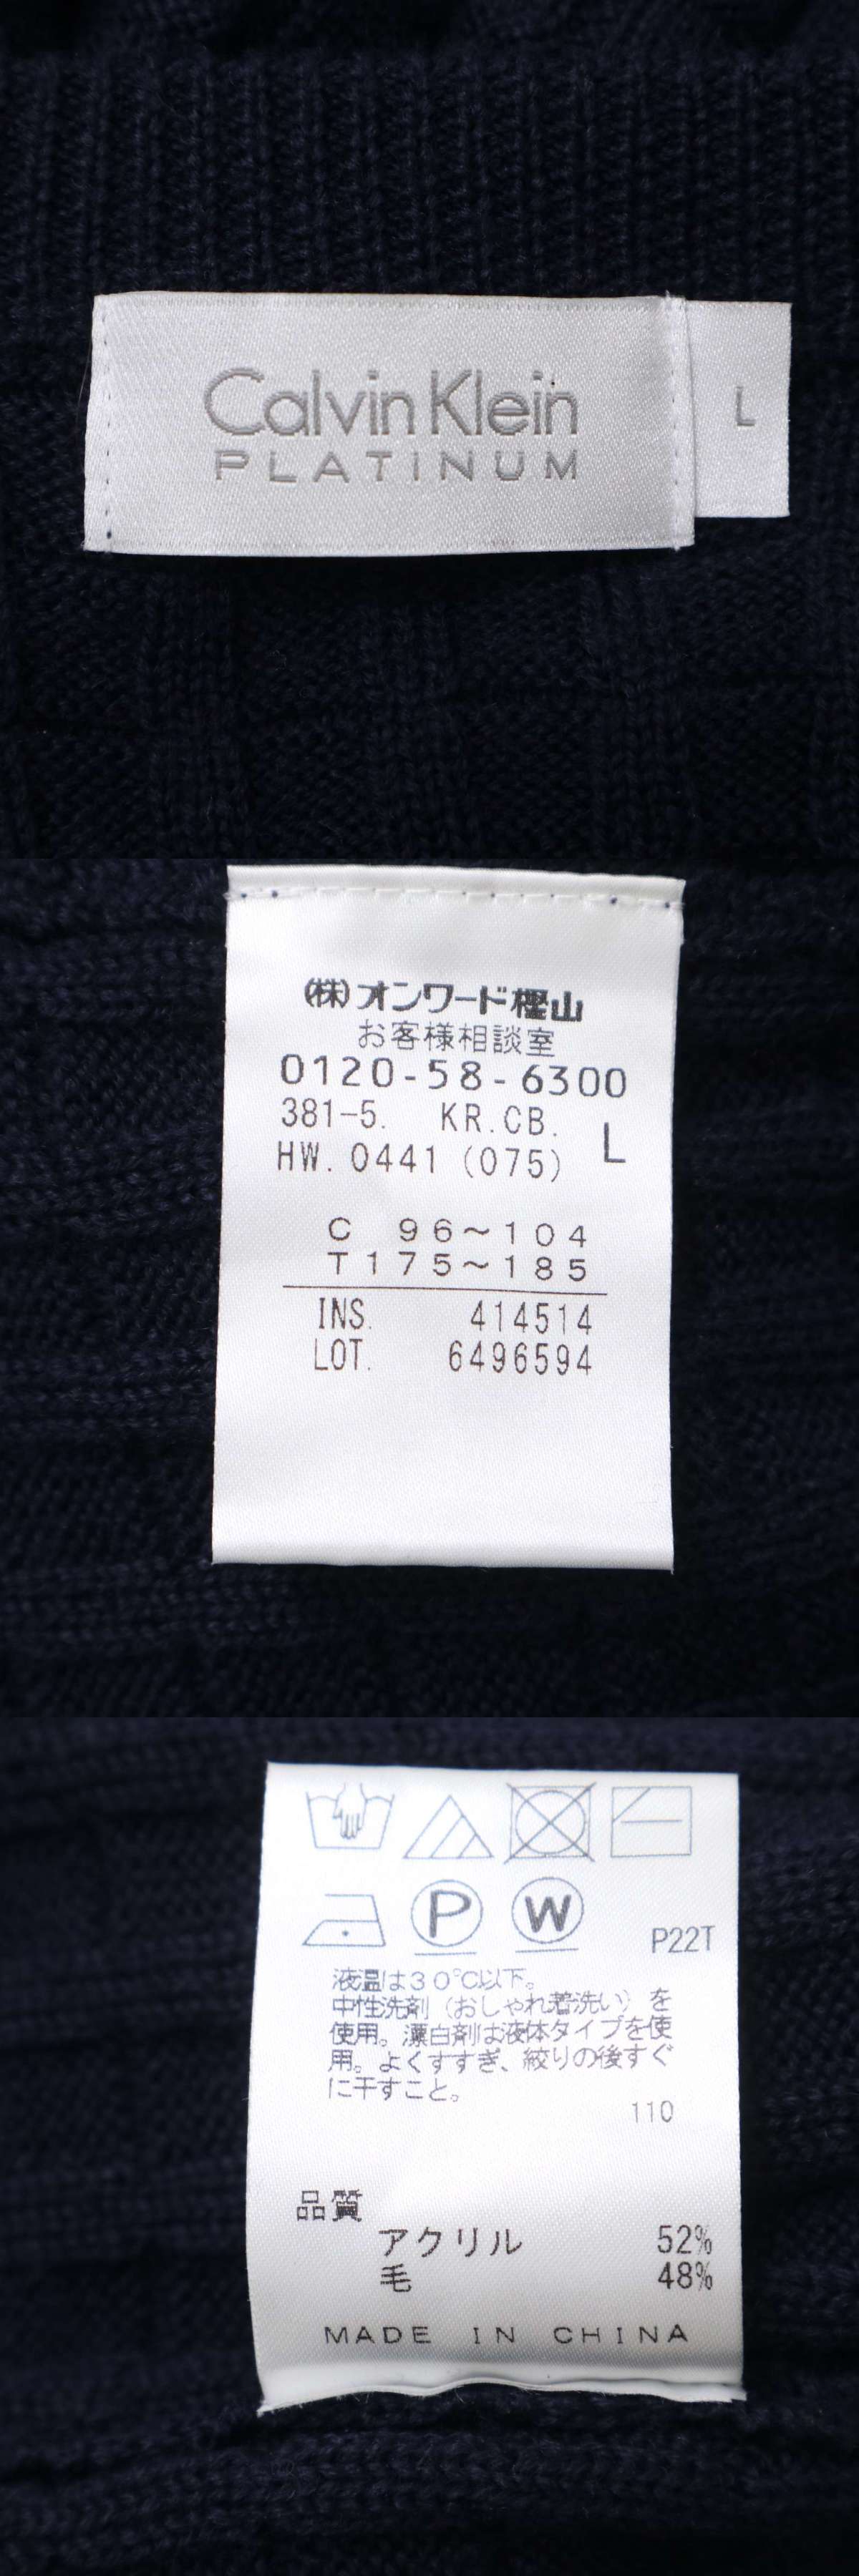 Calvin Klein
PLATINUM
L
(株)オンワード樫山
お客様相談室
0120-58-6300
381-5. KR.CB.
HW.0441(075) L
C 96~104
T175~185
INS. 414514
LOT. 6496594
P
W
P22T
液温は30℃以下。
中性洗剤(おしゃれ着洗い)を
使用。漂白剤は液体タイプを使
用。よくすすぎ、絞りの後すぐ
に干すこと。
110
品質
アクリル 52%
毛 48%
MADE IN CHINA